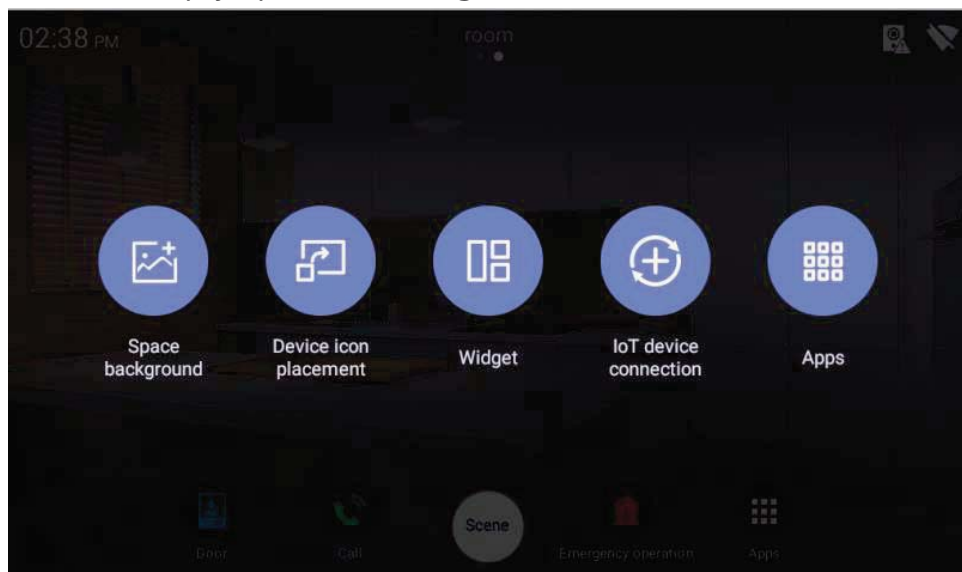 02:38 PM
room
Space
background
Device icon
placement
Widget
IoT device
connection
Apps
Door
Call
Scene
Emergency operation
Apps